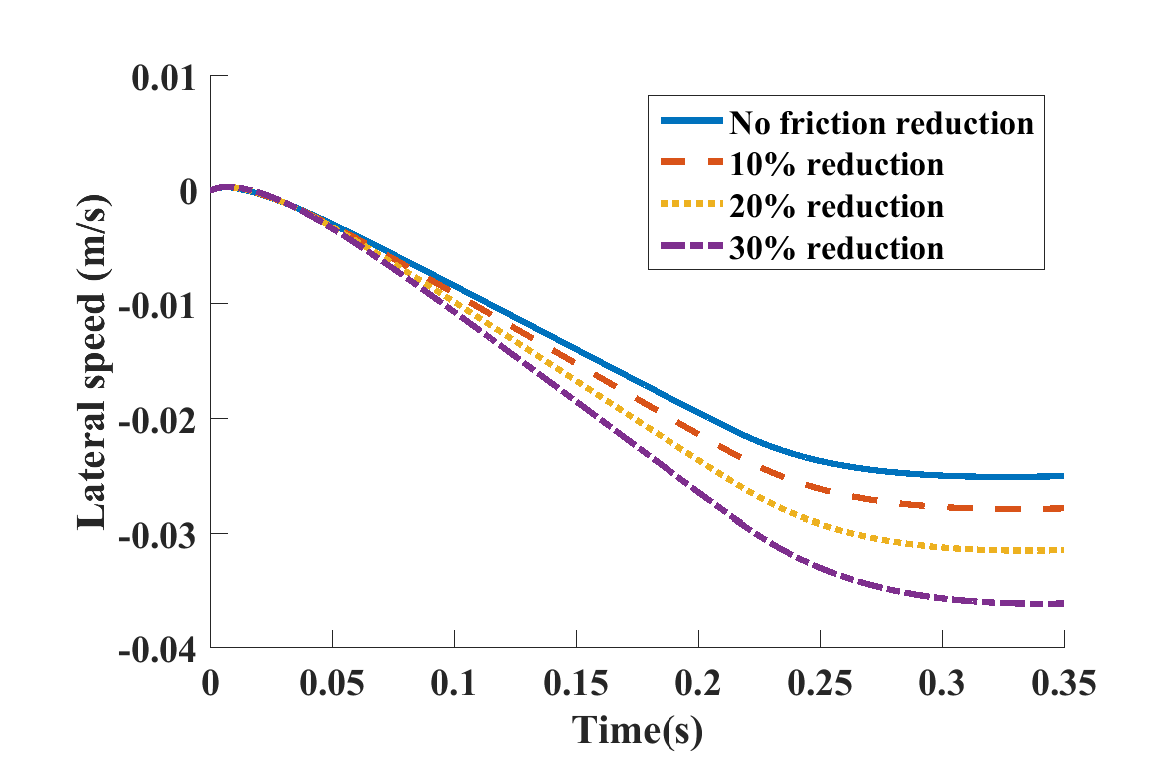 0.01
0
-0.01
-0.02
-0.03
-0.04
Lateral speed (m/s)
No friction reduction
10% reduction
20% reduction
30% reduction
0 0.05 0.1 0.15 0.2 0.25 0.3 0.35
Time(s)